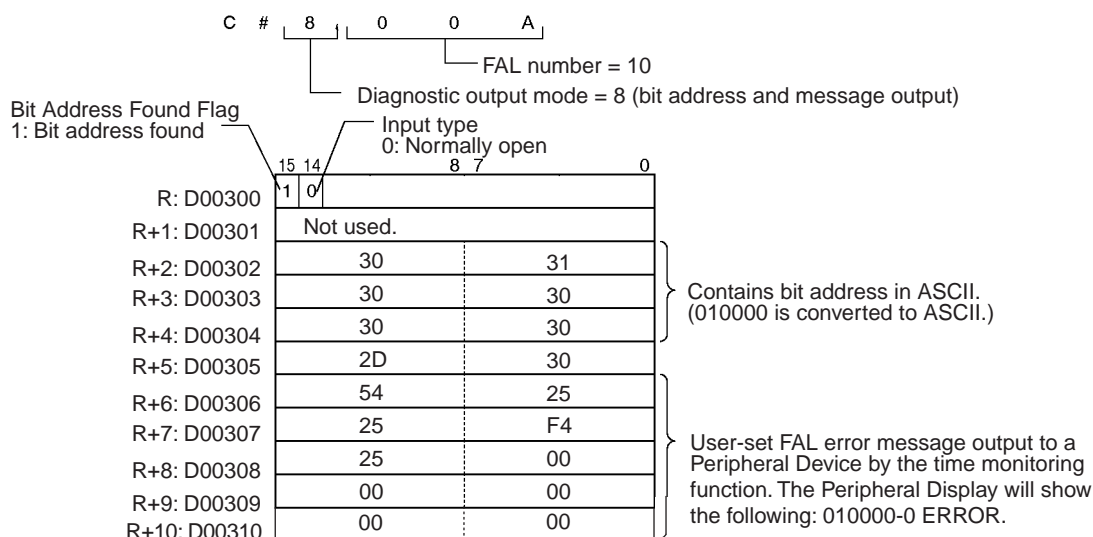 C # 8 0 0 A
FAL number = 10
Diagnostic output mode = 8 (bit address and message output)
Bit Address Found Flag
1: Bit address found
Input type
0: Normally open
15 14 8 7 0
R: D00300 1 0
R+1: D00301 Not used.
R+2: D00302 30 31
R+3: D00303 30 30
R+4: D00304 30 30
Contains bit address in ASCII.
(010000 is converted to ASCII.)
R+5: D00305 2D 30
R+6: D00306 54 25
R+7: D00307 25 F4
R+8: D00308 25 00
R+9: D00309 00 00
R+10: D00310 00 00
User-set FAL error message output to a
Peripheral Device by the time monitoring
function. The Peripheral Display will show
the following: 010000-0 ERROR.